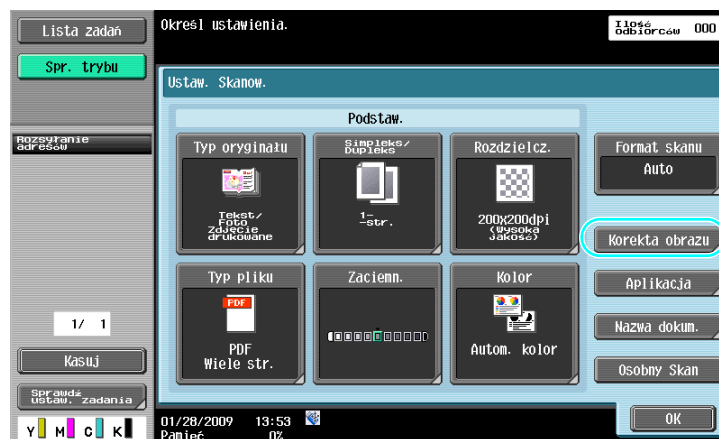 Lista zadań
Określ ustawienia.
Ilość
odbiorców
000
Spr. trybu
Ustaw. Skanow.
Podstaw.
Rozsyłanie
adresów
Typ oryginału
Tekst/
Foto
Zdjęcie
drukowane
Simpleks/
Dupleks
1-
-str.
Rozdzielcz.
200x200dpi
(Wysoka
Jakość)
Format skanu
Auto
Korekta obrazu
Typ pliku
PDF
PDF
Wiele str.
Zaciemn.
Kolor
Autom. kolor
Aplikacja
Nazwa dokum.
Osobny Skan
1/ 1
Kasuj
Sprawdź
ustaw. zadania
Y M C K
01/28/2009 13:53
Pamięć 0%
OK